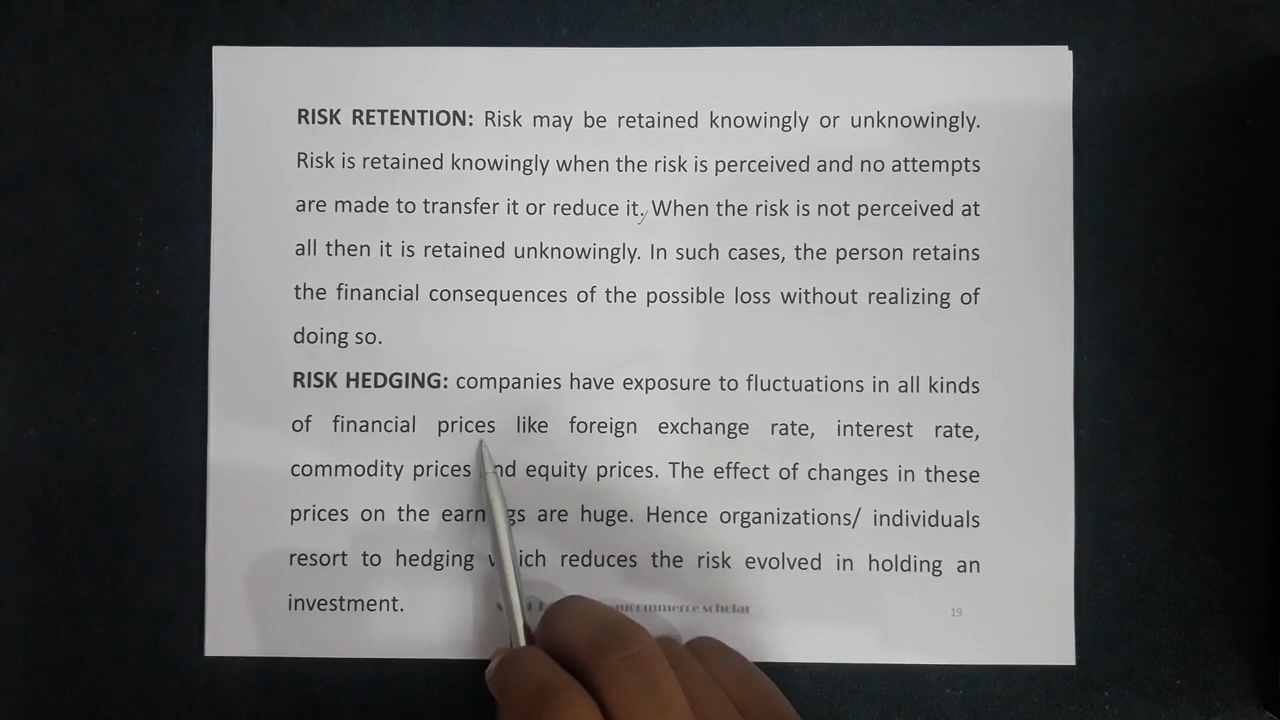 RISK RETENTION: Risk may be retained knowingly or unknowingly.
Risk is retained knowingly when the risk is perceived and no attempts
are made to transfer it or reduce it. When the risk is not perceived at
all then it is retained unknowingly. In such cases, the person retains
the financial consequences of the possible loss without realizing of
doing so.
RISK HEDGING: companies have exposure to fluctuations in all kinds
of financial prices like foreign exchange rate, interest rate,
commodity prices and equity prices. The effect of changes in these
prices on the earnings are huge. Hence organizations/ individuals
resort to hedging which reduces the risk evolved in holding an
investment.
scholar
19